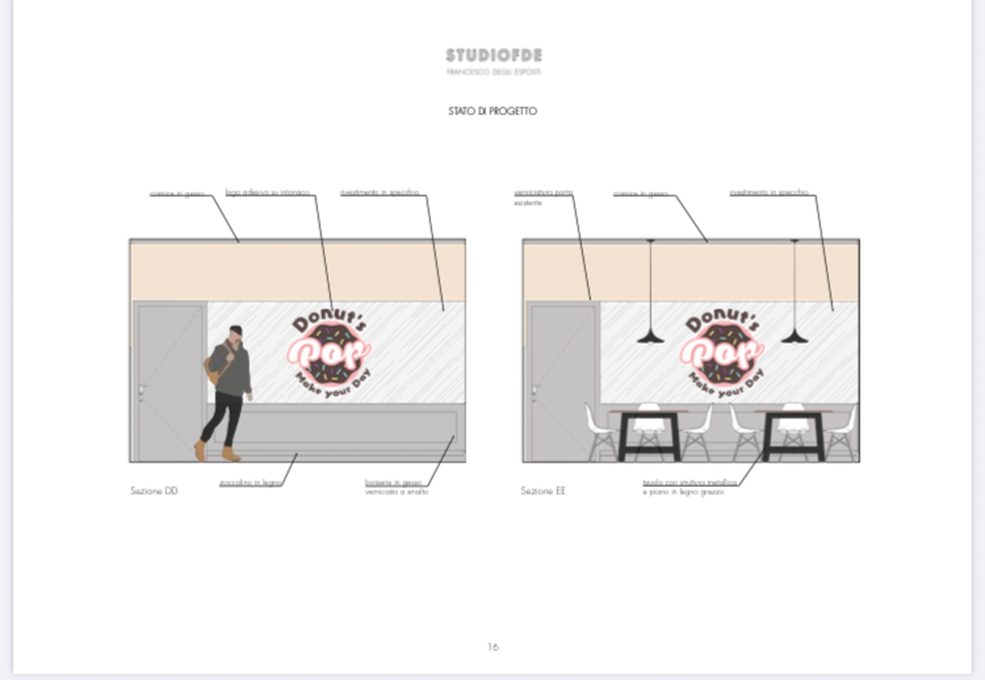 STUDIOFDE
FRANCESCO DEGLI ESPOSTI
STATO DI PROGETTO
cornice in gesso
logo adesivo su intonaco
rivestimento in specchio
verniciatura porta
esistente
cornice in gesso
rivestimento in specchio
Donut's
Pop
Make your Day
Donut's
Pop
Make your Day
Sezione DD
zoccolino in legno
boiserie in gesso
verniciata a smalto
Sezione EE
tavolo con struttura metallica
e piano in legno grezzo
16